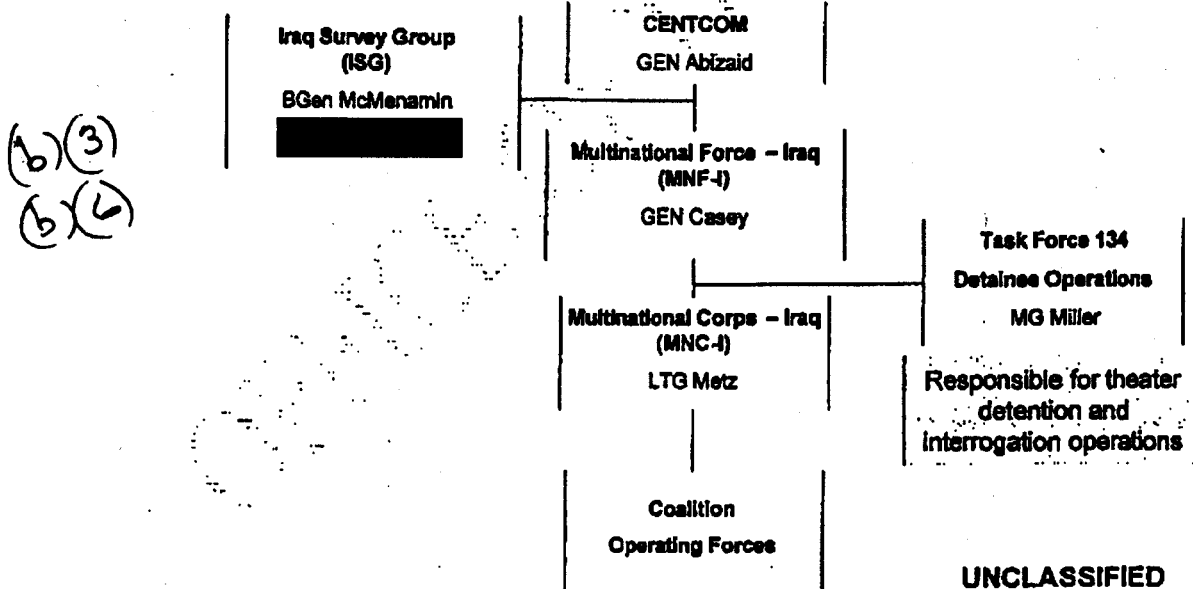 Iraq Survey Group
(ISG)
BGen McMenamin
(b)(3)
(b)(6)
CENTCOM
GEN Abizaid
Multinational Force – Iraq
(MNF-I)
GEN Casey
Task Force 134
Detainee Operations
MG Miller
Multinational Corps – Iraq
(MNC-I)
LTG Metz
Responsible for theater
detention and
interrogation operations
Coalition
Operating Forces
UNCLASSIFIED